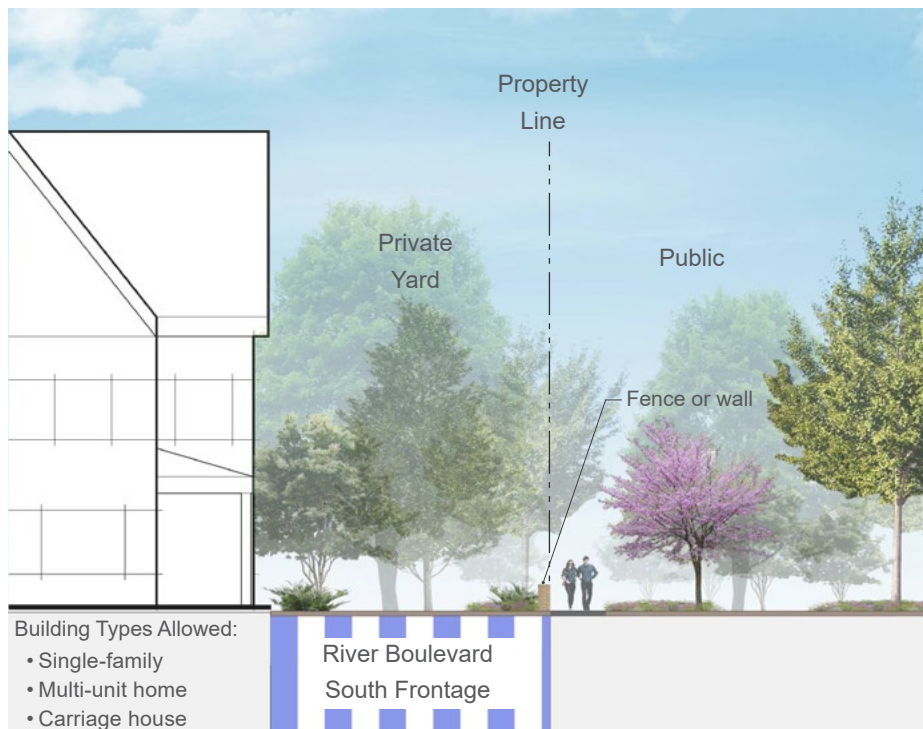 Property
Line
Private
Yard
Public
Fence or wall
Building Types Allowed:
• Single-family
• Multi-unit home
• Carriage house
River Boulevard
South Frontage